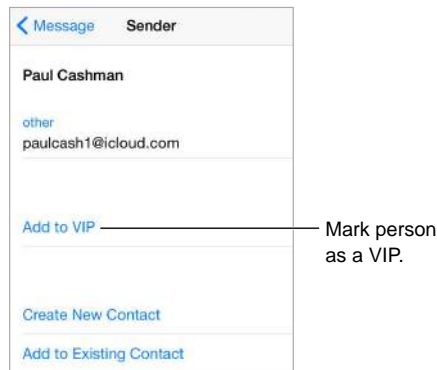 Message Sender
Paul Cashman
other
paulcash1@icloud.com
Add to VIP
Mark person
as a VIP.
Create New Contact
Add to Existing Contact